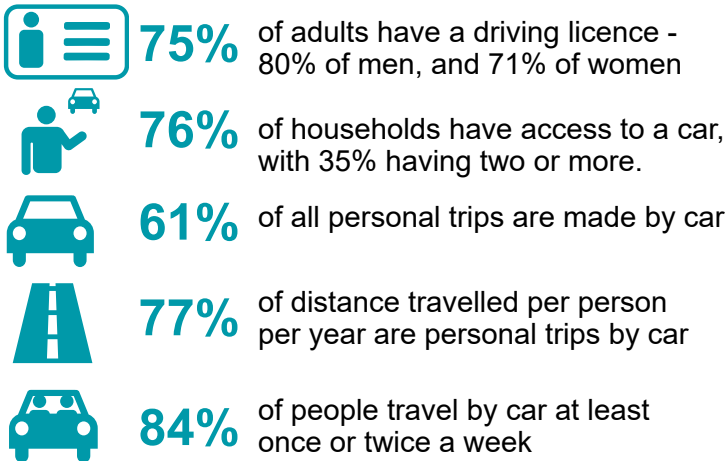 75%
of adults have a driving licence -
80% of men, and 71% of women
76%
of households have access to a car,
with 35% having two or more.
61%
of all personal trips are made by car
77%
of distance travelled per person
per year are personal trips by car
84%
of people travel by car at least
once or twice a week